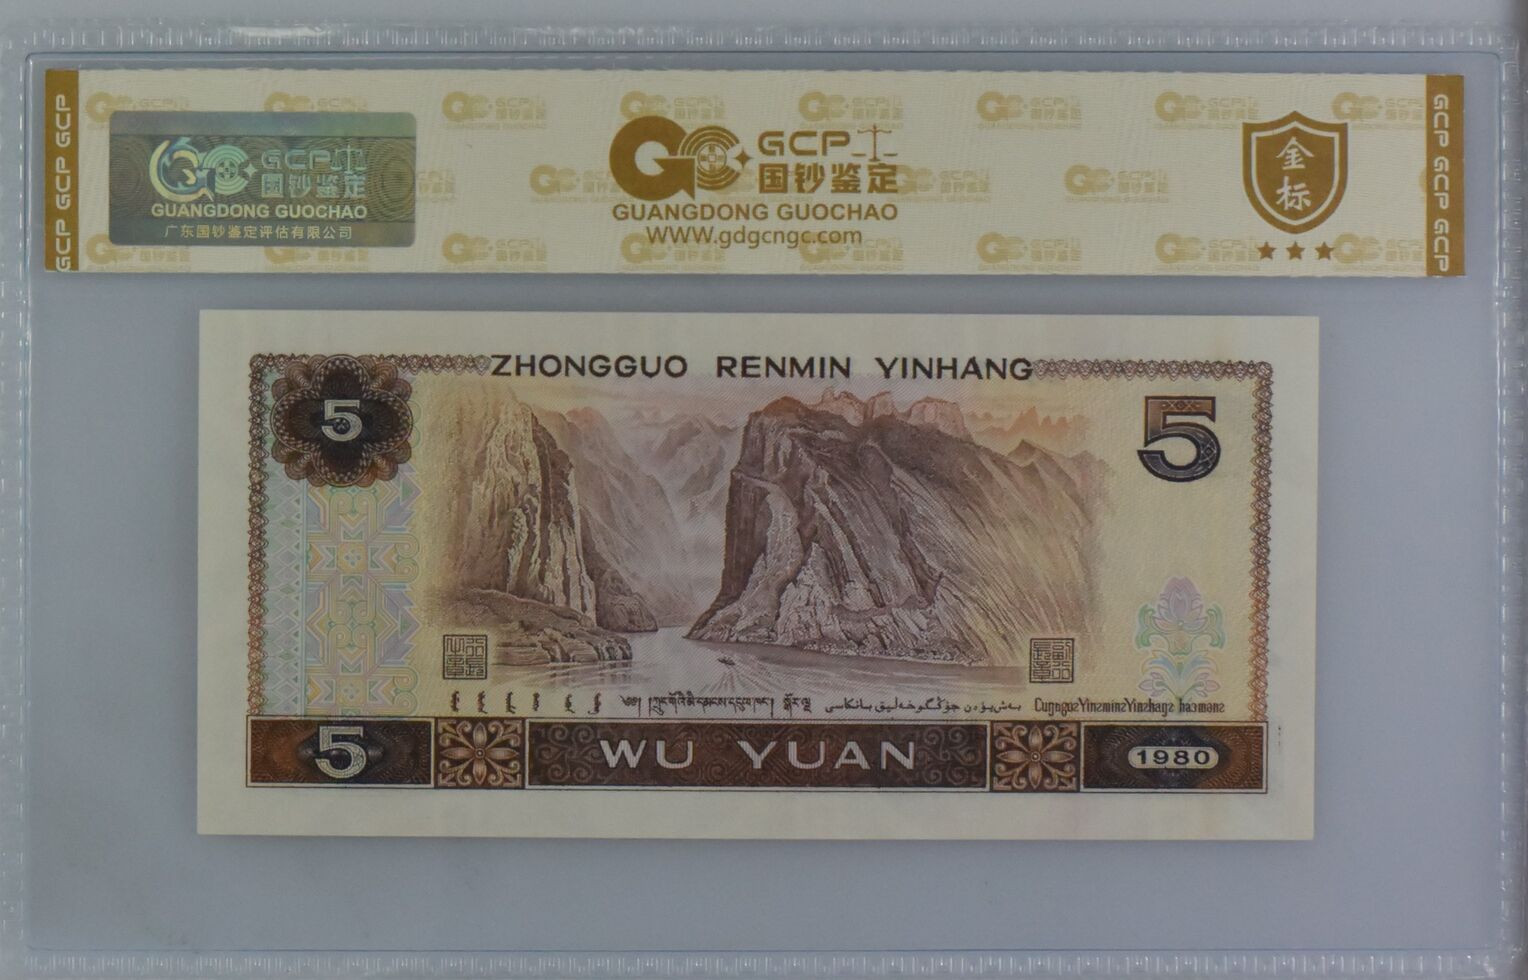 GCP
国钞鉴定
GUANGDONG GUOCHAO
广东国钞鉴定评估有限公司
GCP
国钞鉴定
GUANGDONG GUOCHAO
WWW.gdgcngc.com
金
标
GCP GCP GCP
GCP GCP GCP
ZHONGGUO RENMIN YINHANG
5
5
5
WU YUAN
1980